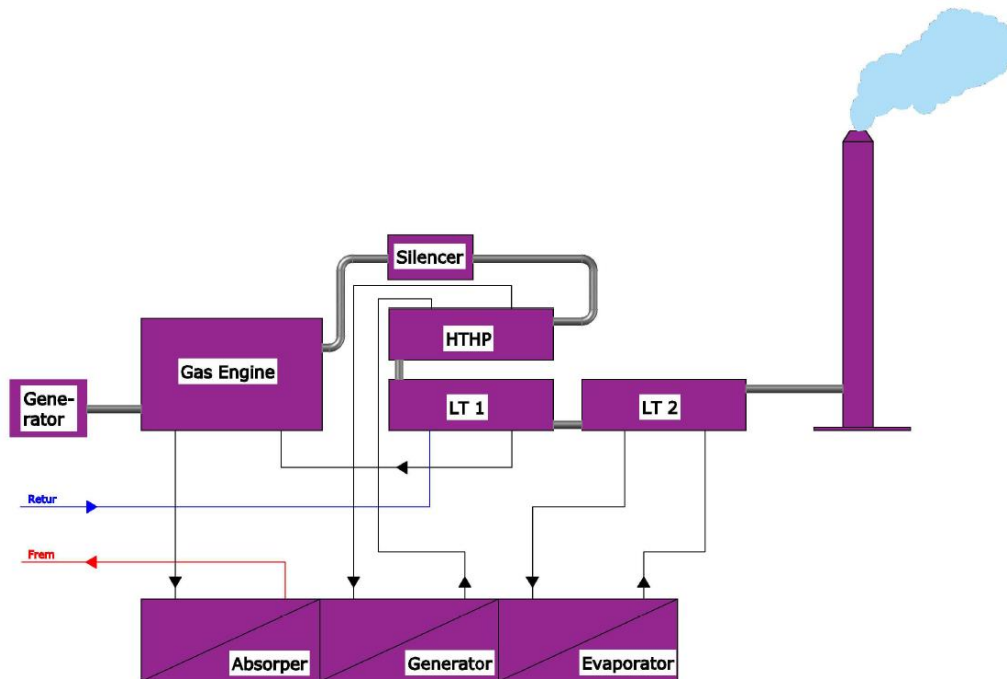 Silencer
HTHP
Gas Engine
Gene-
rator
LT 1
LT 2
Retur
Frem
Absorper
Generator
Evaporator